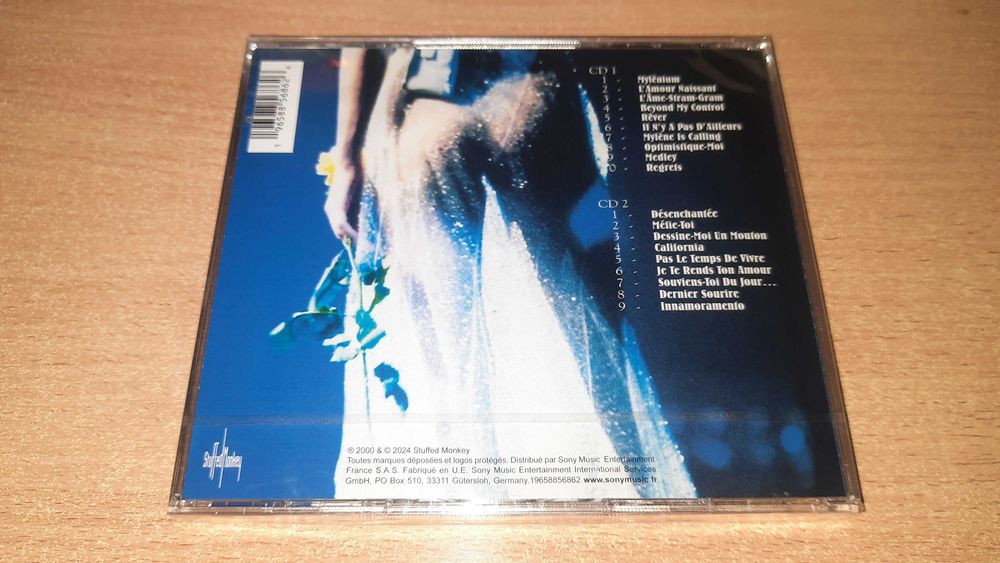 1 96588 56862 6
CD 1
1 - Mylénium
2 - L'Amour Naissant
3 - L'Âme-Stram-Gram
4 - Beyond My Control
5 - Rêver
6 - Il N'y A Pas D'Ailleurs
7 - Mylène Is Calling
8 - Optimistique-Moi
9 - Medley
10 - Regrets
CD 2
1 - Désenchantée
2 - Méfie-Toi
3 - Dessine-Moi Un Mouton
4 - California
5 - Pas Le Temps De Vivre
6 - Je Te Rends Ton Amour
7 - Souviens-Toi Du Jour...
8 - Dernier Sourire
9 - Innamoramento
Stuffed Monkey
℗ 2000 & © 2024 Stuffed Monkey
Toutes marques déposées et logos protégés. Distribué par Sony Music Entertainment
France S.A.S. Fabriqué en U.E. Sony Music Entertainment International Services
GmbH, PO Box 510, 33311 Gütersloh, Germany.19658856862 www.sonymusic.fr